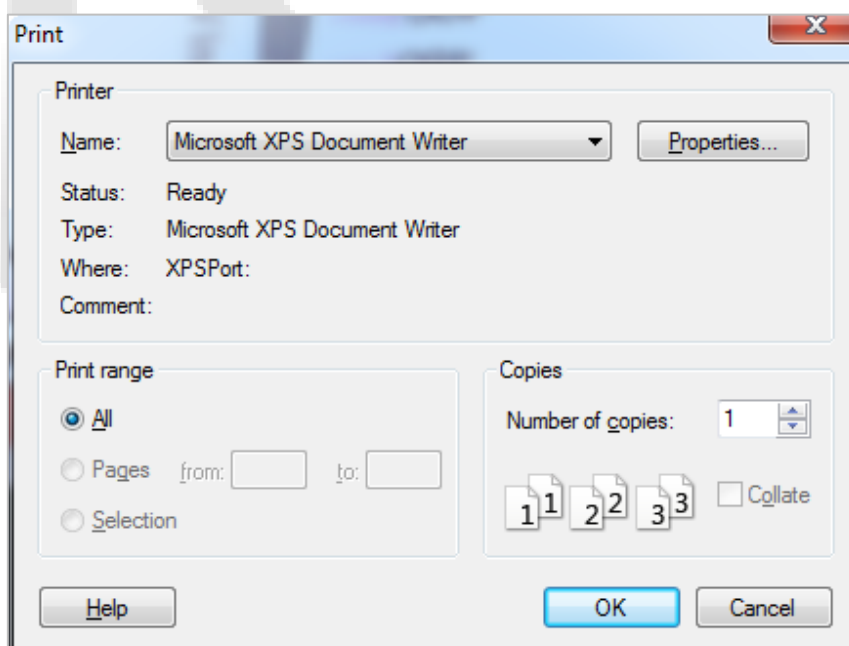 Print
X
Printer
Name: Microsoft XPS Document Writer Properties...
Status: Ready
Type: Microsoft XPS Document Writer
Where: XPSPort:
Comment:
Print range
All
Pages from: to:
Selection
Copies
Number of copies: 1
1 1 2 2 3 3
Collate
Help
OK
Cancel